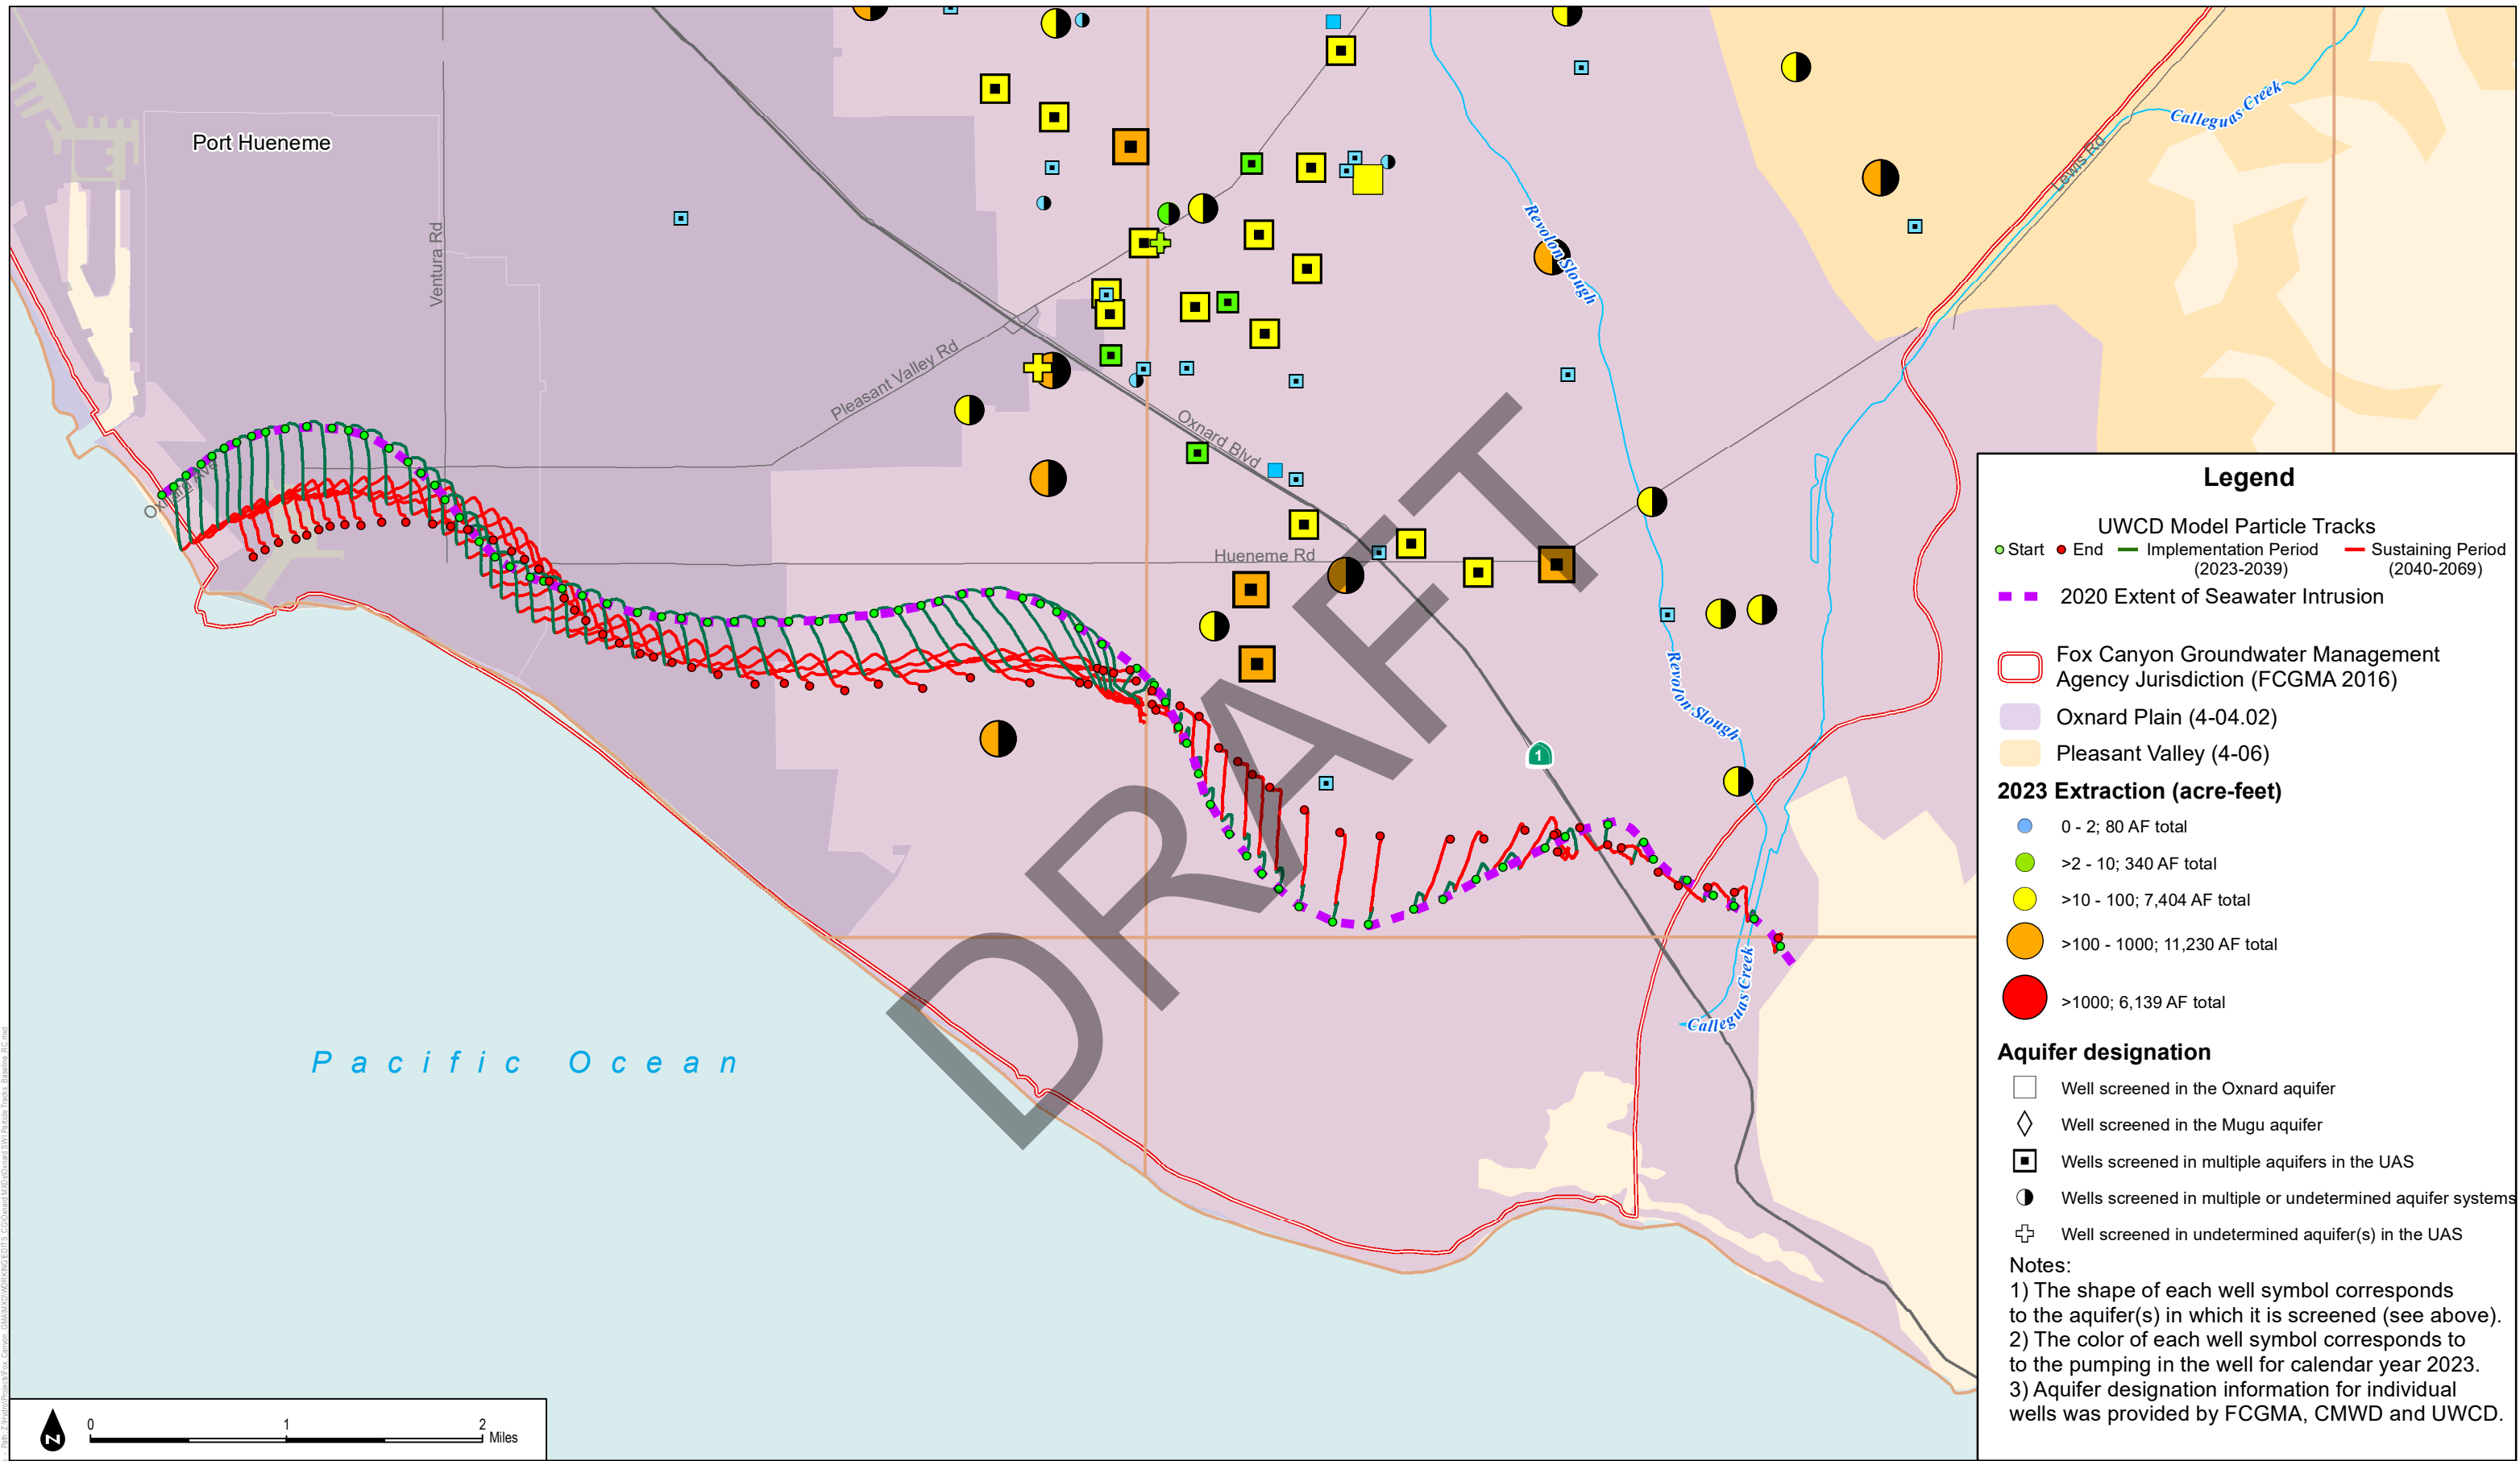 Port Hueneme
Ventura Rd
Oxnard Ave
Pleasant Valley Rd
Oxnard Blvd
Hueneme Rd
Lewis Rd
Calleguas Creek
Revolon Slough
Revolon Slough
Calleguas Creek
1
Pacific Ocean
DRAFT
N
0 1 2
Miles
Legend
UWCD Model Particle Tracks
Start End Implementation Period Sustaining Period
(2023-2039) (2040-2069)
2020 Extent of Seawater Intrusion
Fox Canyon Groundwater Management
Agency Jurisdiction (FCGMA 2016)
Oxnard Plain (4-04.02)
Pleasant Valley (4-06)
2023 Extraction (acre-feet)
0 - 2; 80 AF total
>2 - 10; 340 AF total
>10 - 100; 7,404 AF total
>100 - 1000; 11,230 AF total
>1000; 6,139 AF total
Aquifer designation
Well screened in the Oxnard aquifer
Well screened in the Mugu aquifer
Wells screened in multiple aquifers in the UAS
Wells screened in multiple or undetermined aquifer systems
Well screened in undetermined aquifer(s) in the UAS
Notes:
1) The shape of each well symbol corresponds
to the aquifer(s) in which it is screened (see above).
2) The color of each well symbol corresponds to
to the pumping in the well for calendar year 2023.
3) Aquifer designation information for individual
wells was provided by FCGMA, CMWD and UWCD.